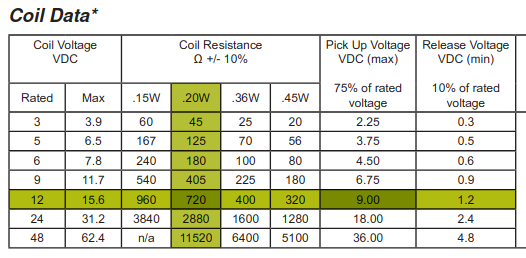 Coil Data*
Coil Voltage Coil Resistance Pick Up Voltage Release Voltage
VDC Ω +/- 10% VDC (max) VDC (min)
75% of rated 10% of rated
Rated Max .15W .20W .36W .45W voltage voltage
3 3.9 60 45 25 20 2.25 0.3
5 6.5 167 125 70 56 3.75 0.5
6 7.8 240 180 100 80 4.50 0.6
9 11.7 540 405 225 180 6.75 0.9
12 15.6 960 720 400 320 9.00 1.2
24 31.2 3840 2880 1600 1280 18.00 2.4
48 62.4 n/a 11520 6400 5100 36.00 4.8